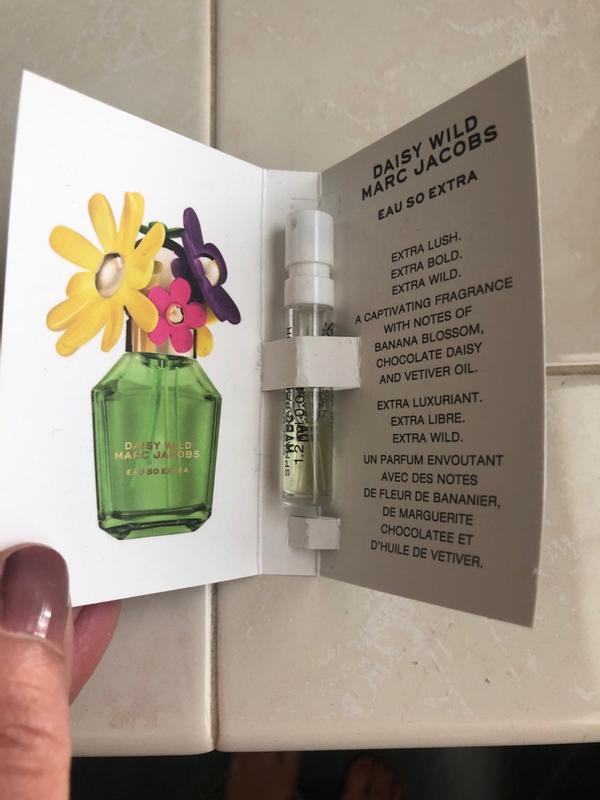 DAISY WILD
MARC JACOBS
EAU SO EXTRA
1.2
DAISY WILD
MARC JACOBS
EAU SO EXTRA
EXTRA LUSH.
EXTRA BOLD.
EXTRA WILD.
A CAPTIVATING FRAGRANCE
WITH NOTES OF
BANANA BLOSSOM,
CHOCOLATE DAISY
AND VETIVER OIL.
EXTRA LUXURIANT.
EXTRA LIBRE.
EXTRA WILD.
UN PARFUM ENVOUTANT
AVEC DES NOTES
DE FLEUR DE BANANIER,
DE MARGUERITE
CHOCOLATEE ET
D'HUILE DE VETIVER.